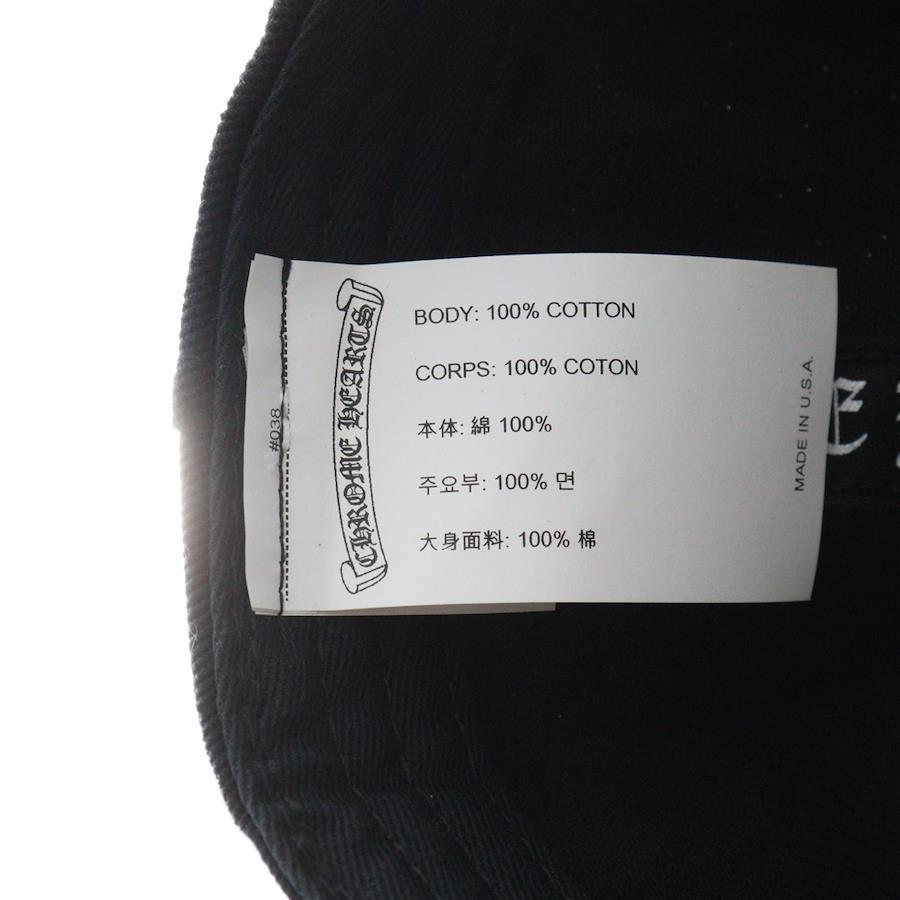 #038
CHROME HEARTS
BODY: 100% COTTON
CORPS: 100% COTON
本体: 綿 100%
주요부: 100% 면
大身面料: 100% 棉
MADE IN U.S.A.